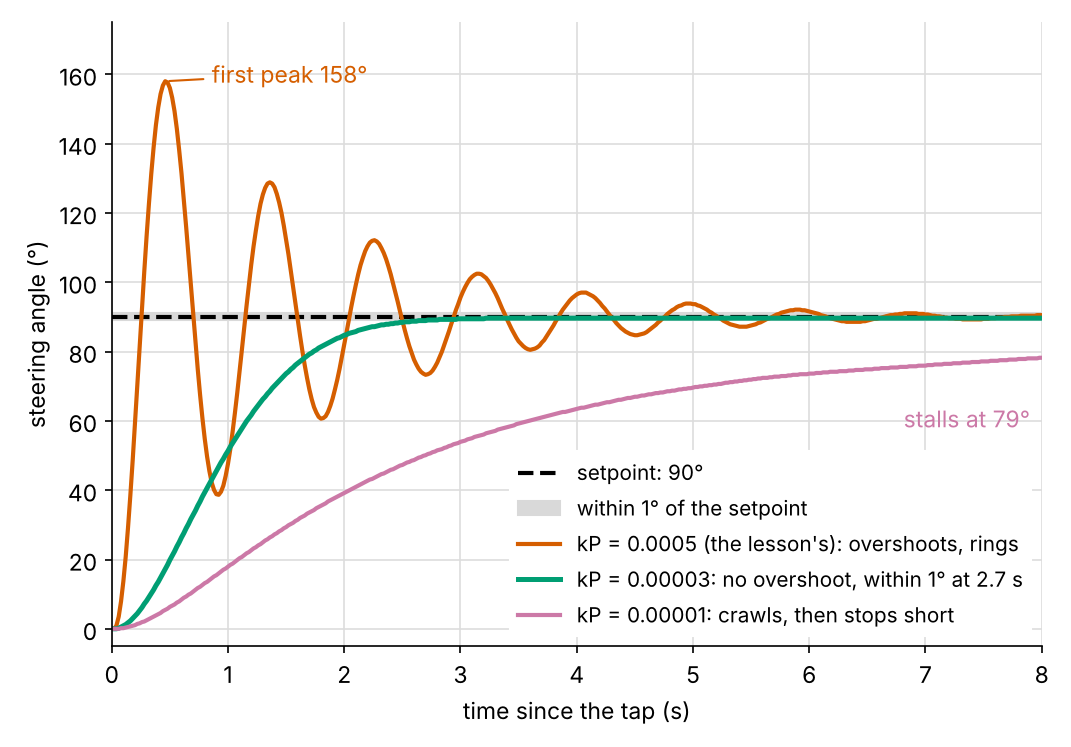 160
140
120
100
80
60
40
20
0
steering angle (°)
first peak 158°
stalls at 79°
setpoint: 90°
within 1° of the setpoint
kP = 0.0005 (the lesson's): overshoots, rings
kP = 0.00003: no overshoot, within 1° at 2.7 s
kP = 0.00001: crawls, then stops short
0 1 2 3 4 5 6 7 8
time since the tap (s)